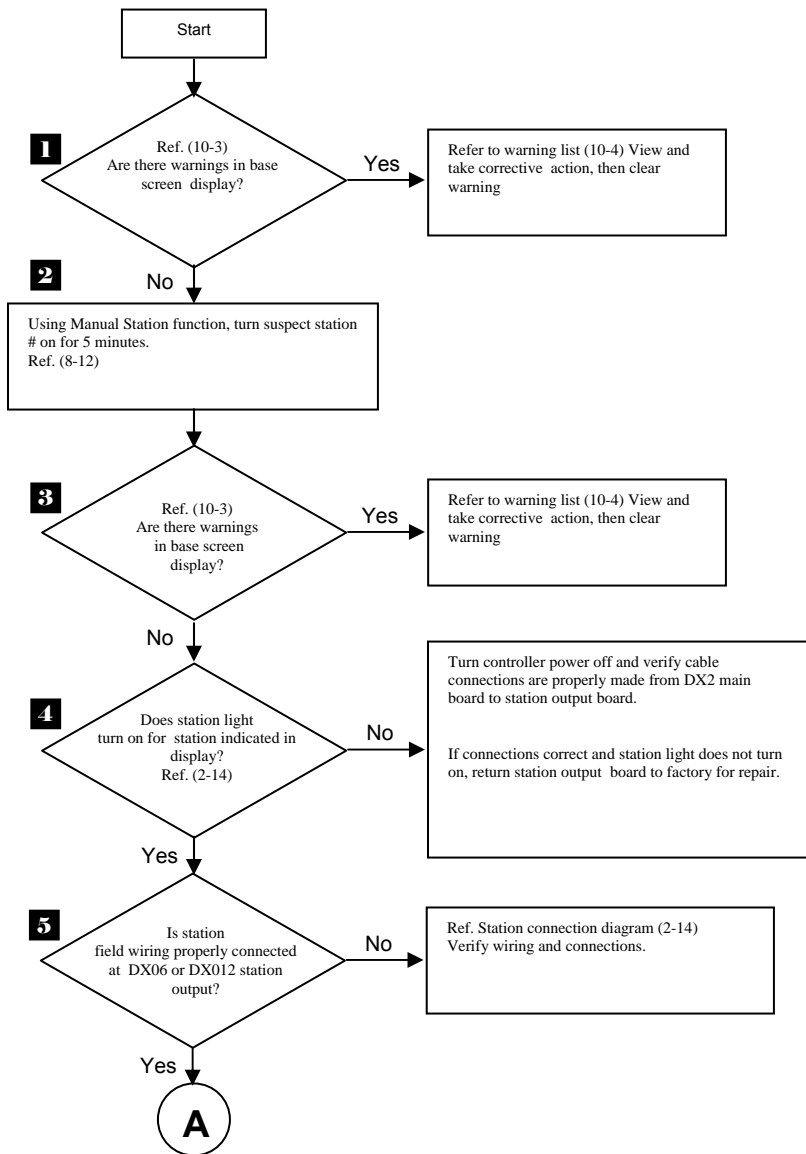 Start
1
Ref. (10-3)
Are there warnings in base
screen display?
Yes
Refer to warning list (10-4) View and
take corrective action, then clear
warning
No
2
Using Manual Station function, turn suspect station
# on for 5 minutes.
Ref. (8-12)
3
Ref. (10-3)
Are there warnings
in base screen
display?
Yes
Refer to warning list (10-4) View and
take corrective action, then clear
warning
No
4
Does station light
turn on for station indicated in
display?
Ref. (2-14)
No
Turn controller power off and verify cable
connections are properly made from DX2 main
board to station output board.
If connections correct and station light does not turn
on, return station output board to factory for repair.
Yes
5
Is station
field wiring properly connected
at DX06 or DX012 station
output?
No
Ref. Station connection diagram (2-14)
Verify wiring and connections.
Yes
A